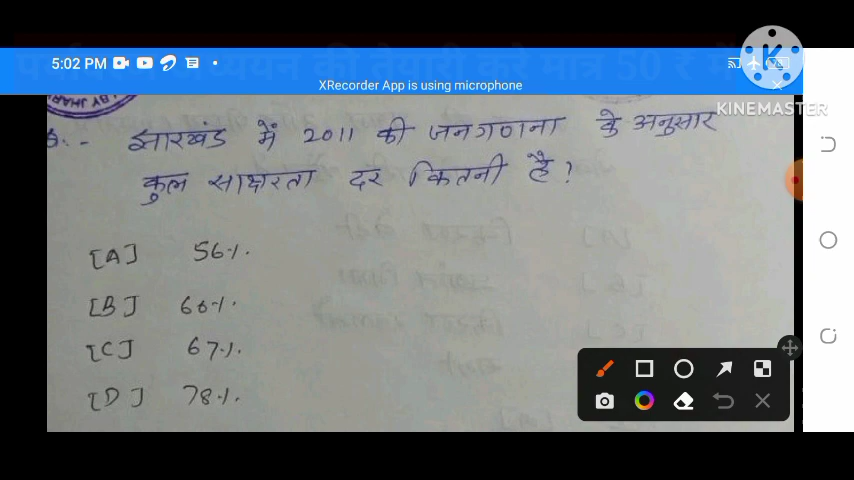 5:02 PM
XRecorder App is using microphone
KINEMASTER
झारखंड में 2011 की जनगणना के अनुसार
कुल साक्षरता दर कितनी है?
[A] 56%.
[B] 66%.
[C] 67%.
[D] 78%.